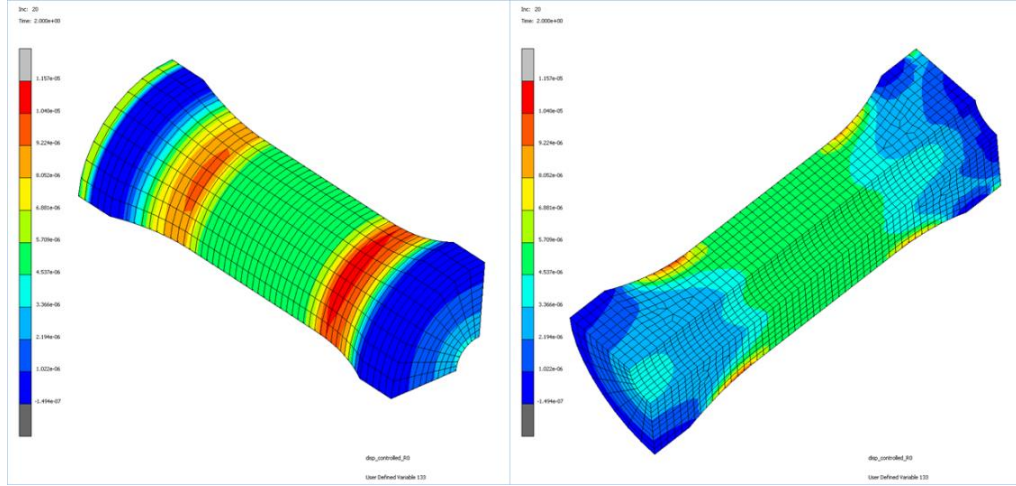 Inc: 20
Time: 2.000e+00
1.157e-05
1.040e-05
9.224e-06
8.052e-06
6.881e-06
5.709e-06
4.537e-06
3.366e-06
2.194e-06
1.022e-06
-1.494e-07
disp_controlled_RS
User Defined Variable 133
Inc: 20
Time: 2.000e+00
1.157e-05
1.040e-05
9.224e-06
8.052e-06
6.881e-06
5.709e-06
4.537e-06
3.366e-06
2.194e-06
1.022e-06
-1.494e-07
User Defined Variable 133